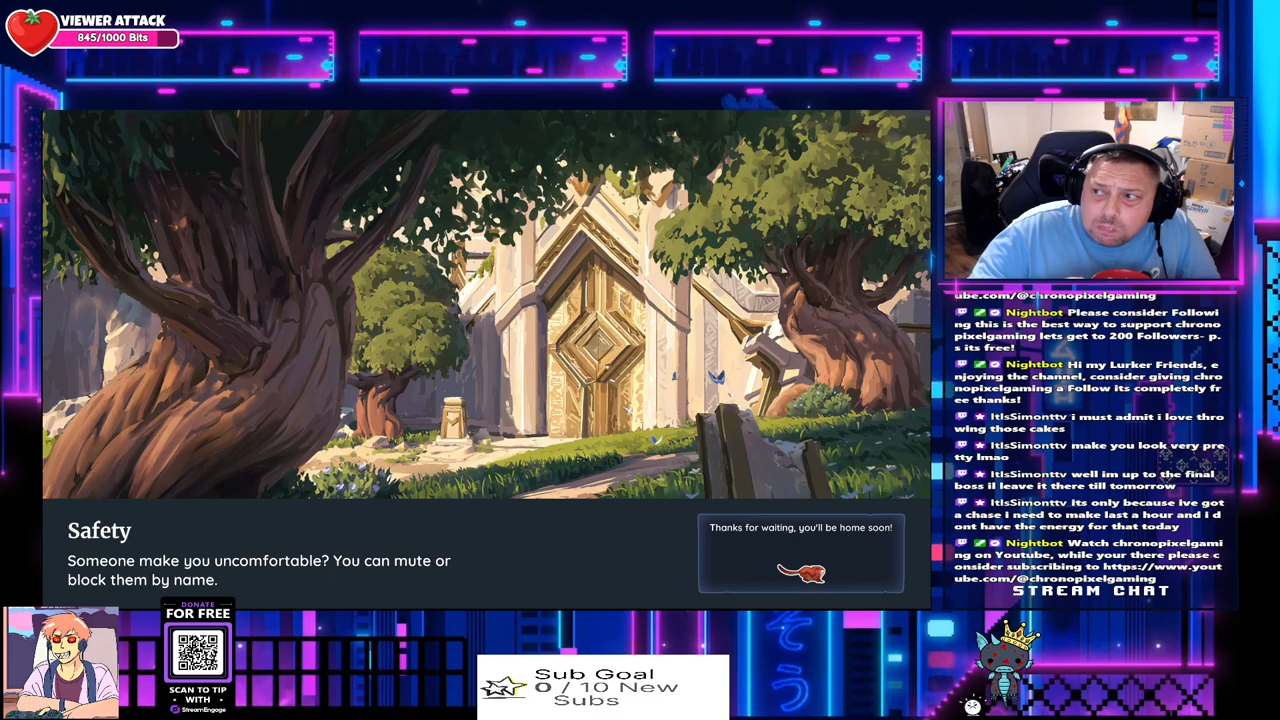 VIEWER ATTACK
845/1000 Bits
Safety
Someone make you uncomfortable? You can mute or
block them by name.
Thanks for waiting, you'll be home soon!
ube.com/@chronopixelgaming
Nightbot Please consider Followi
ng this is the best way to support chrono
pixelgaming lets get to 200 Followers- p.
s its free!
Nightbot Hi my Lurker Friends, e
njoying the channel, consider giving chro
nopixelgaming a Follow its completely fr
ee thanks!
ItIsSimonttv i must admit i love thro
wing those cakes
ItIsSimonttv make you look very pre
tty lmao
ItIsSimonttv well im up to the final
boss il leave it there till tomorrow
ItIsSimonttv its only because ive got
a chase i need to make last a hour and i d
ont have the energy for that today
Nightbot Watch chronopixelgami
ng on Youtube, while your there please c
onsider subscribing to https://www.yout
ube.com/@chronopixelgaming
STREAM CHAT
DONATE
FOR FREE
SCAN TO TIP
WITH
StreamEngage
Sub Goal
0 / 10 New
Subs
そう